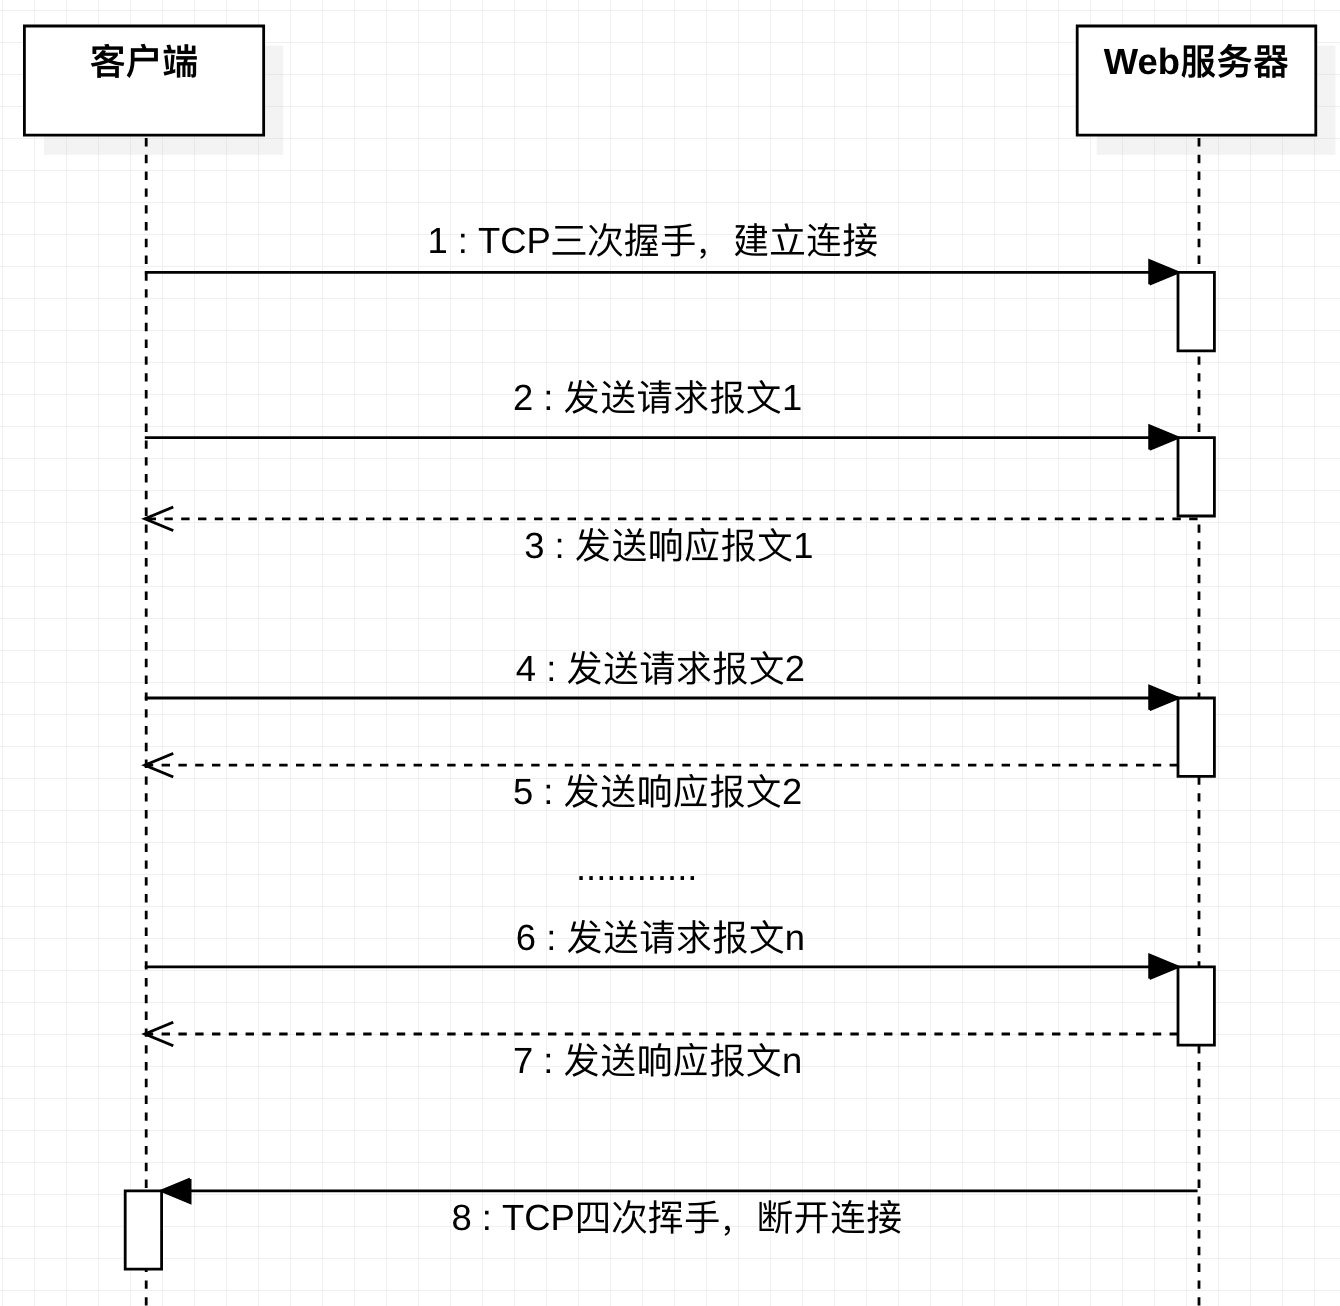 客户端
Web服务器
1 : TCP三次握手，建立连接
2 : 发送请求报文1
3 : 发送响应报文1
4 : 发送请求报文2
5 : 发送响应报文2
............
6 : 发送请求报文n
7 : 发送响应报文n
8 : TCP四次挥手，断开连接